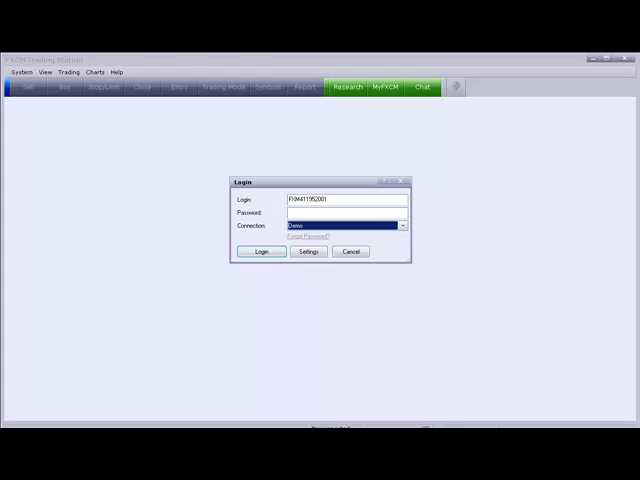 FXCM Trading Station
System View Trading Charts Help
Sell Buy Stop/Limit Close Entry Trading Mode Symbols Report Research MyFXCM Chat
Login
Login: FXM411952001
Password:
Connection: Demo
Forgot Password?
Login Settings Cancel